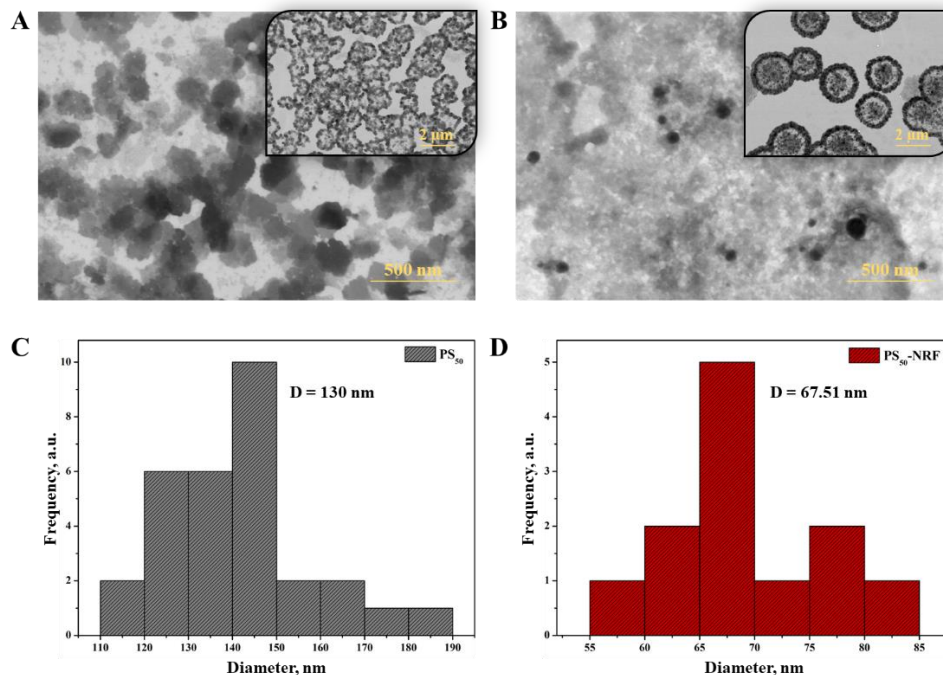 A
2 μm
500 nm
B
2 μm
500 nm
C
PS50
D = 130 nm
Frequency, a.u.
10
8
6
4
2
0
110 120 130 140 150 160 170 180 190
Diameter, nm
D
PS50-NRF
D = 67.51 nm
Frequency, a.u.
5
4
3
2
1
0
55 60 65 70 75 80 85
Diameter, nm